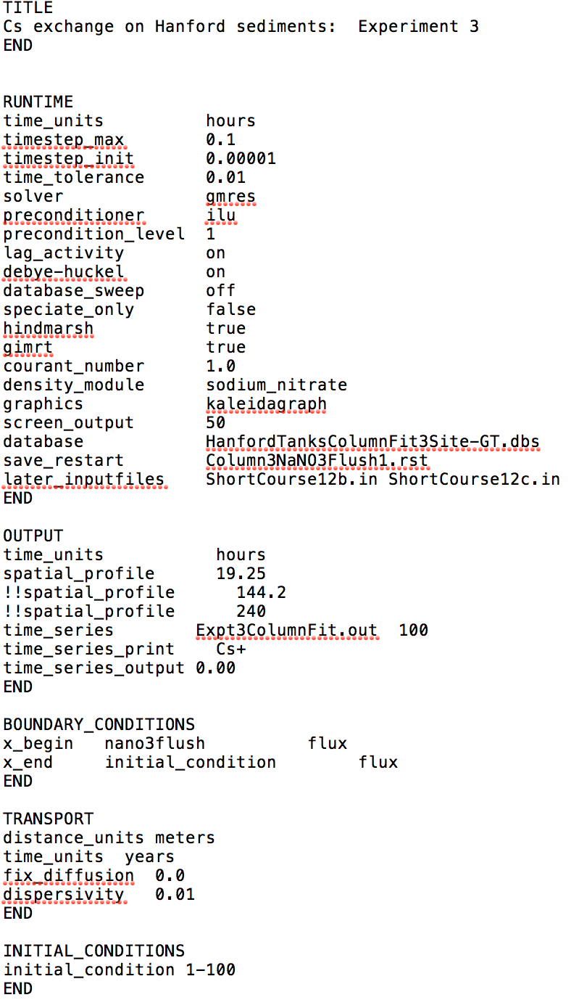 TITLE
Cs exchange on Hanford sediments:  Experiment 3
END
RUNTIME
time_units          hours
timestep_max        0.1
timestep_init       0.00001
time_tolerance      0.01
solver              gmres
preconditioner      ilu
precondition_level  1
lag_activity        on
debye-huckel        on
database_sweep      off
speciate_only       false
hindmarsh           true
gimrt               true
courant_number      1.0
density_module      sodium_nitrate
graphics            kaleidagraph
screen_output       50
database            HanfordTanksColumnFit3Site-GT.dbs
save_restart        Column3NaNO3Flush1.rst
later_inputfiles    ShortCourse12b.in ShortCourse12c.in
END
OUTPUT
time_units           hours
spatial_profile      19.25
!!spatial_profile      144.2
!!spatial_profile      240
time_series        Expt3ColumnFit.out  100
time_series_print    Cs+
time_series_output 0.00
END
BOUNDARY_CONDITIONS
x_begin   nano3flush          flux
x_end     initial_condition        flux
END
TRANSPORT
distance_units meters
time_units  years
fix_diffusion  0.0
dispersivity   0.01
END
INITIAL_CONDITIONS
initial_condition 1-100
END